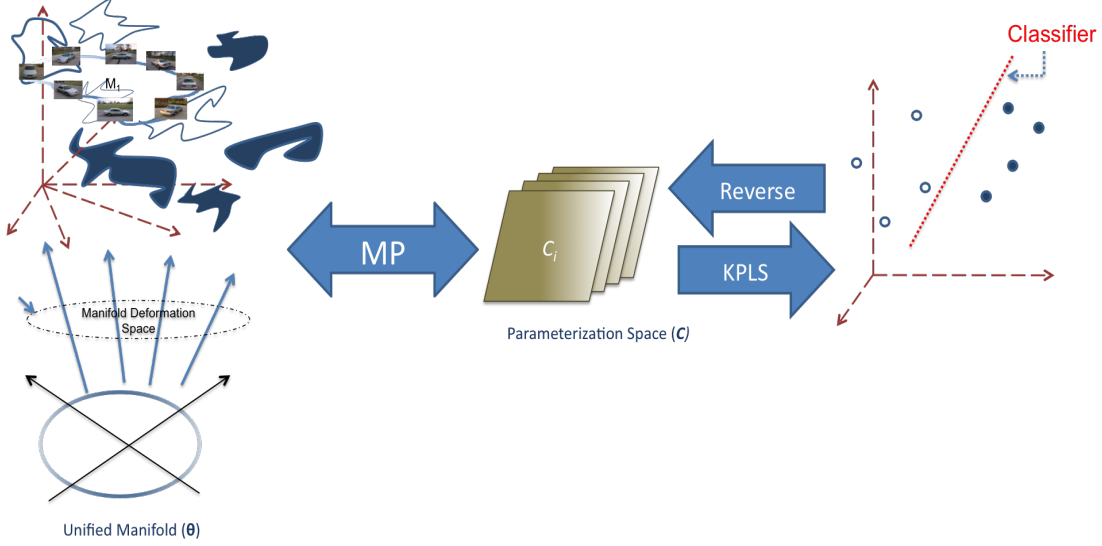 Classifier
M1
Reverse
MP
Ci
KPLS
Manifold Deformation
Space
Parameterization Space (C)
Unified Manifold (θ)